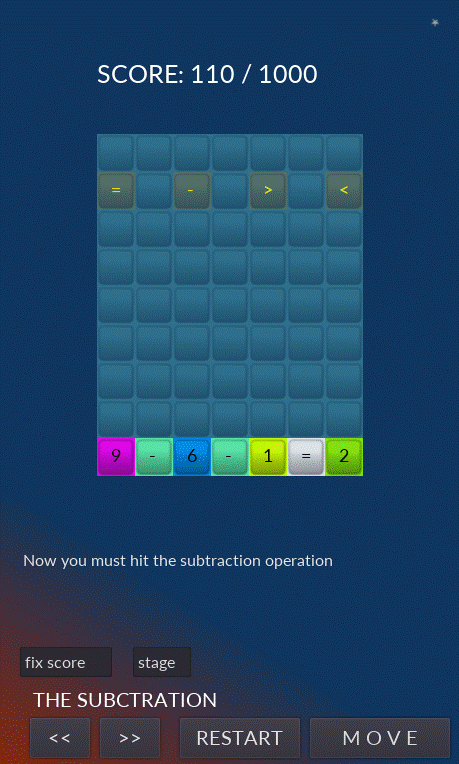 SCORE: 110 / 1000
= - > <
9 - 6 - 1 = 2
Now you must hit the subtraction operation
fix score stage
THE SUBCTRATION
<< >> RESTART M O V E